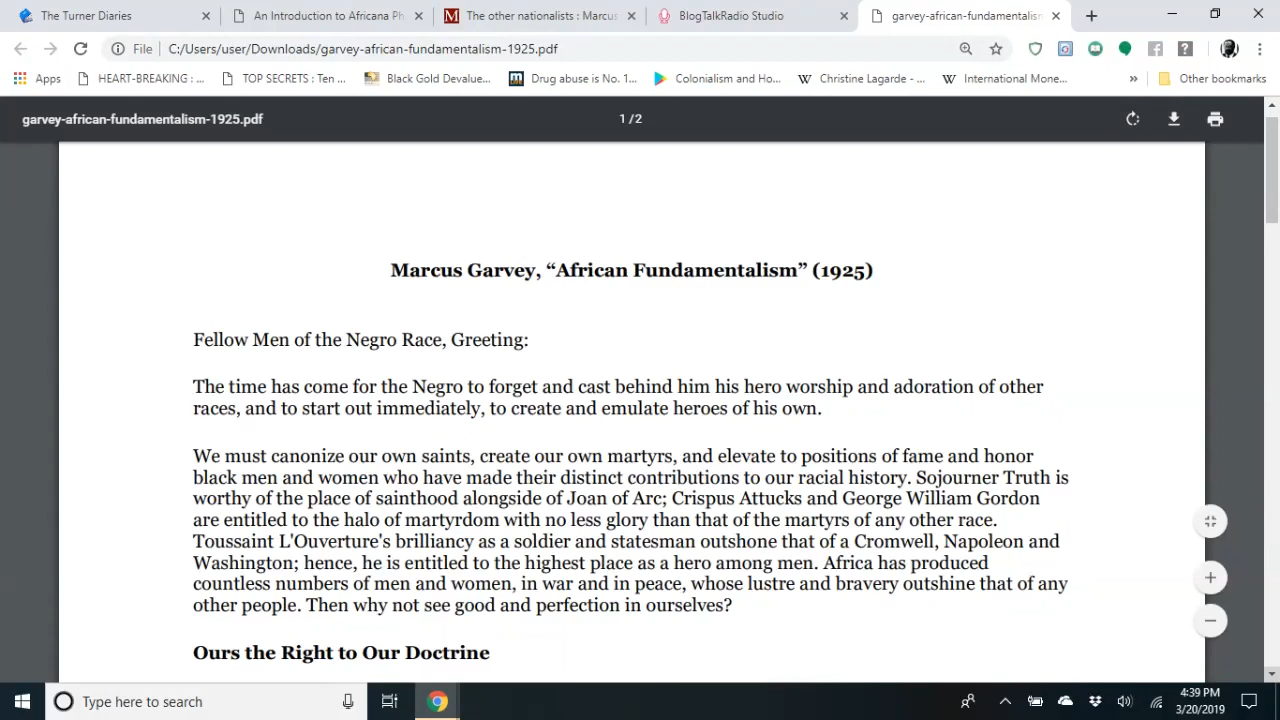 The Turner Diaries
An Introduction to Africana Ph
The other nationalists : Marcus
BlogTalkRadio Studio
garvey-african-fundamentalism
File
C:/Users/user/Downloads/garvey-african-fundamentalism-1925.pdf
Apps
HEART-BREAKING : ...
TOP SECRETS : Ten ...
Black Gold Devalue...
Drug abuse is No. 1...
Colonialism and Ho...
Christine Lagarde - ...
International Mone...
»
Other bookmarks
garvey-african-fundamentalism-1925.pdf
1 / 2
Marcus Garvey, “African Fundamentalism” (1925)
Fellow Men of the Negro Race, Greeting:
The time has come for the Negro to forget and cast behind him his hero worship and adoration of other
races, and to start out immediately, to create and emulate heroes of his own.
We must canonize our own saints, create our own martyrs, and elevate to positions of fame and honor
black men and women who have made their distinct contributions to our racial history. Sojourner Truth is
worthy of the place of sainthood alongside of Joan of Arc; Crispus Attucks and George William Gordon
are entitled to the halo of martyrdom with no less glory than that of the martyrs of any other race.
Toussaint L'Ouverture's brilliancy as a soldier and statesman outshone that of a Cromwell, Napoleon and
Washington; hence, he is entitled to the highest place as a hero among men. Africa has produced
countless numbers of men and women, in war and in peace, whose lustre and bravery outshine that of any
other people. Then why not see good and perfection in ourselves?
Ours the Right to Our Doctrine
Type here to search
4:39 PM
3/20/2019